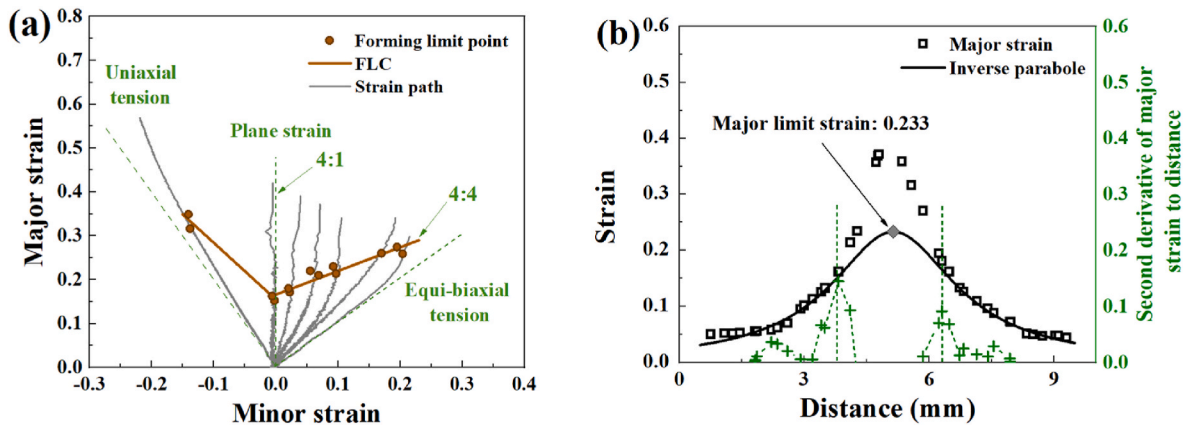 (a)
0.8
0.7
0.6
0.5
0.4
0.3
0.2
0.1
0.0
Major strain
Forming limit point
FLC
Strain path
Uniaxial
tension
Plane strain
4:1
4:4
Equi-biaxial
tension
-0.3
-0.2
-0.1
0.0
0.1
0.2
0.3
0.4
Minor strain
(b)
0.6
0.5
0.4
0.3
0.2
0.1
0.0
Strain
Major strain
Inverse parabole
Major limit strain: 0.233
0
3
6
9
Distance (mm)
0.6
0.5
0.4
0.3
0.2
0.1
0.0
Second derivative of major
strain to distance